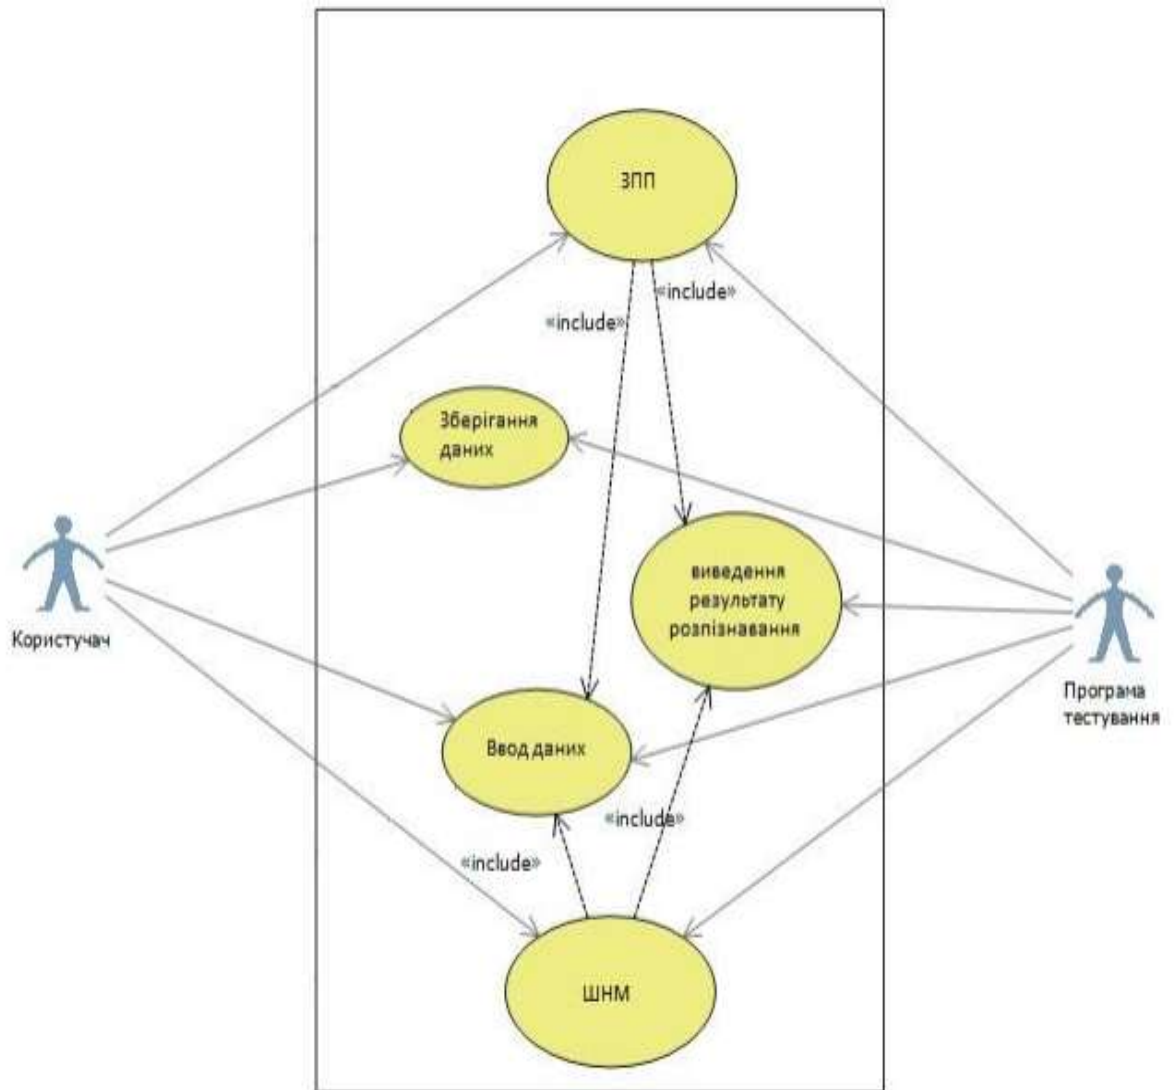 ЗПП
«include»
«include»
Зберігання
даних
виведення
результату
розпізнавання
Користувач
Програма
тестування
Ввод даних
«include»
«include»
ШНМ